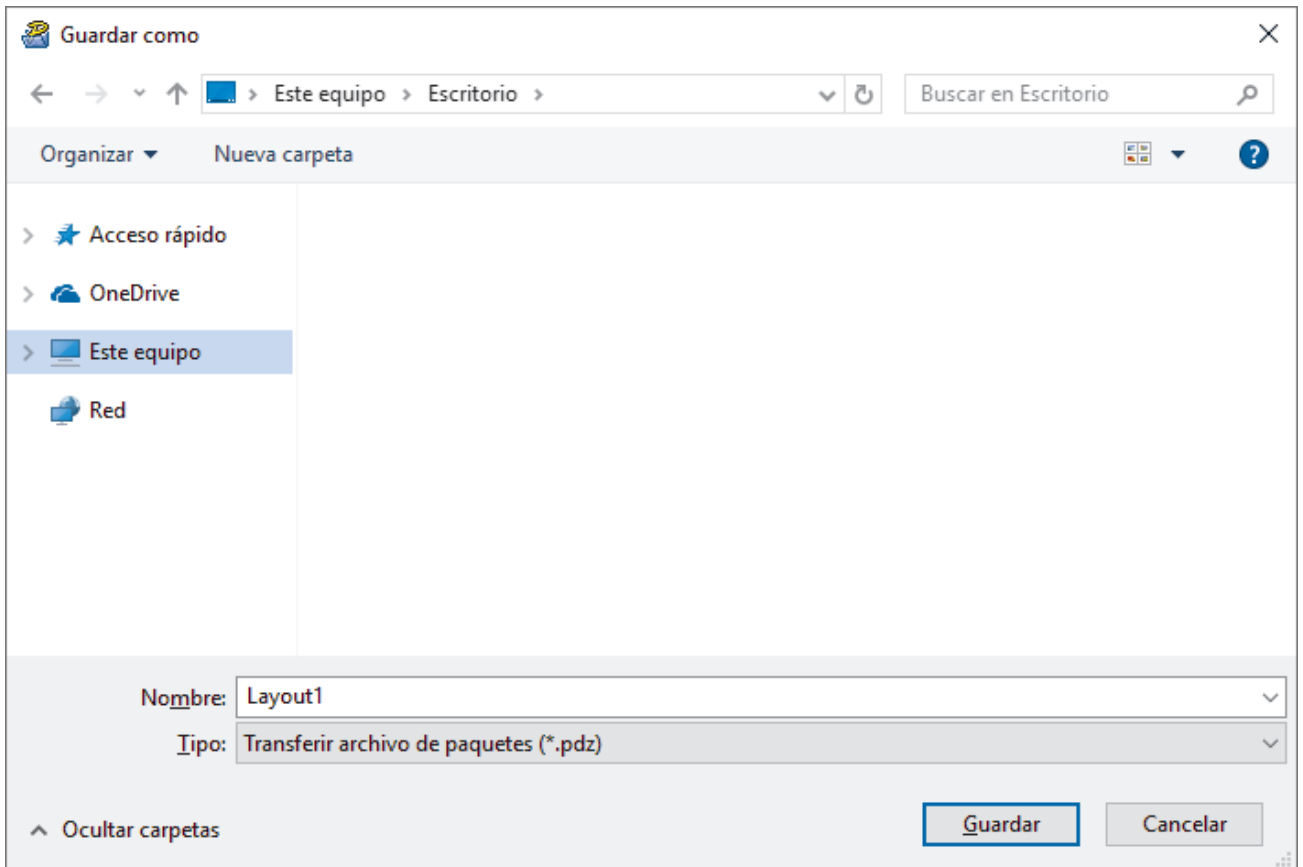 Guardar como
Este equipo > Escritorio >
Buscar en Escritorio
Organizar
Nueva carpeta
?
Acceso rápido
OneDrive
Este equipo
Red
Nombre: Layout1
Tipo: Transferir archivo de paquetes (*.pdz)
Ocultar carpetas
Guardar
Cancelar